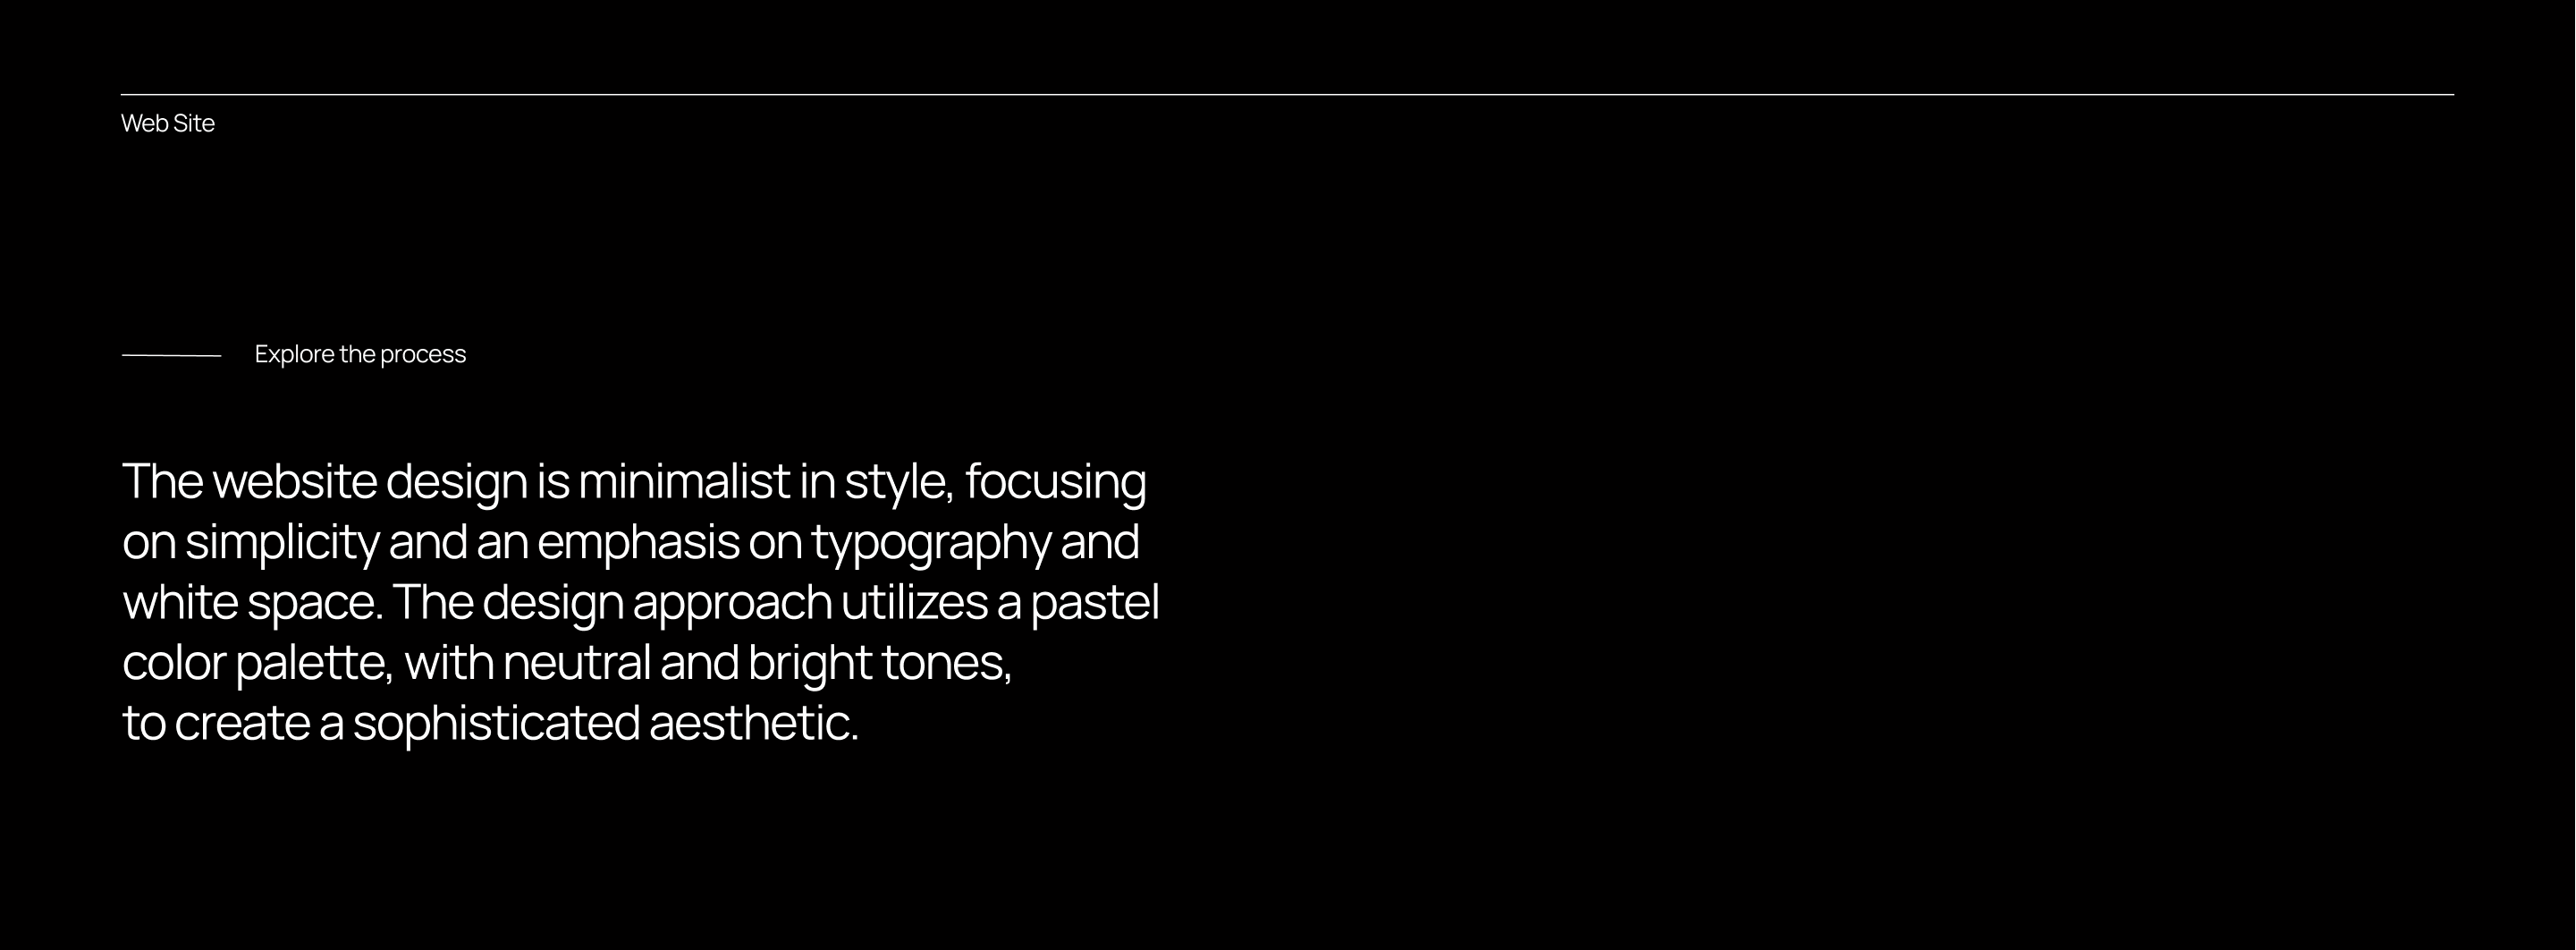 Web Site
Explore the process
The website design is minimalist in style, focusing
on simplicity and an emphasis on typography and
white space. The design approach utilizes a pastel
color palette, with neutral and bright tones,
to create a sophisticated aesthetic.